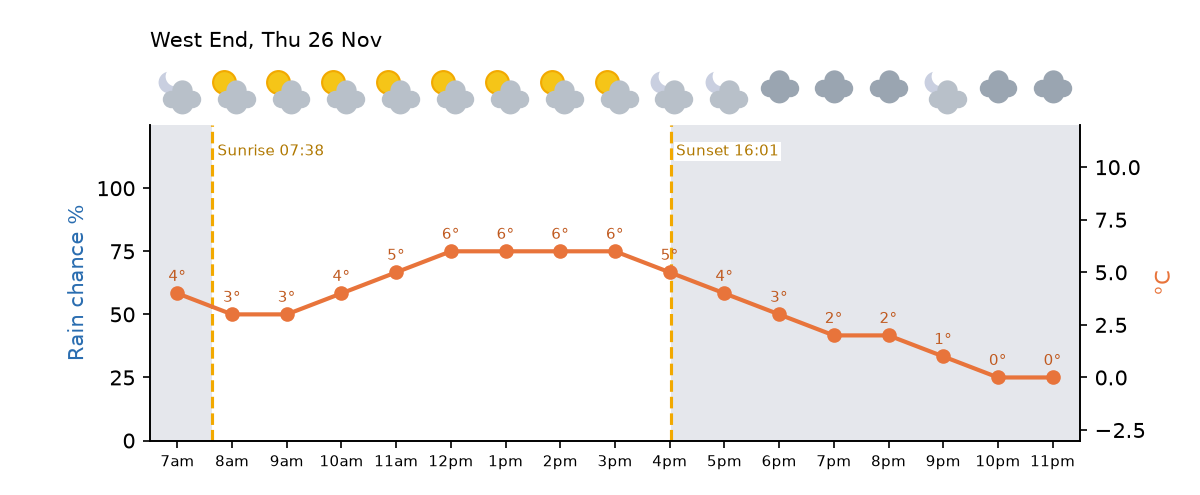 West End, Thu 26 Nov
Sunrise 07:38
Sunset 16:01
Rain chance %
100
75
50
25
0
10.0
7.5
5.0
2.5
0.0
−2.5
°C
4° 3° 3° 4° 5° 6° 6° 6° 6° 5° 4° 3° 2° 2° 1° 0° 0°
7am 8am 9am 10am 11am 12pm 1pm 2pm 3pm 4pm 5pm 6pm 7pm 8pm 9pm 10pm 11pm